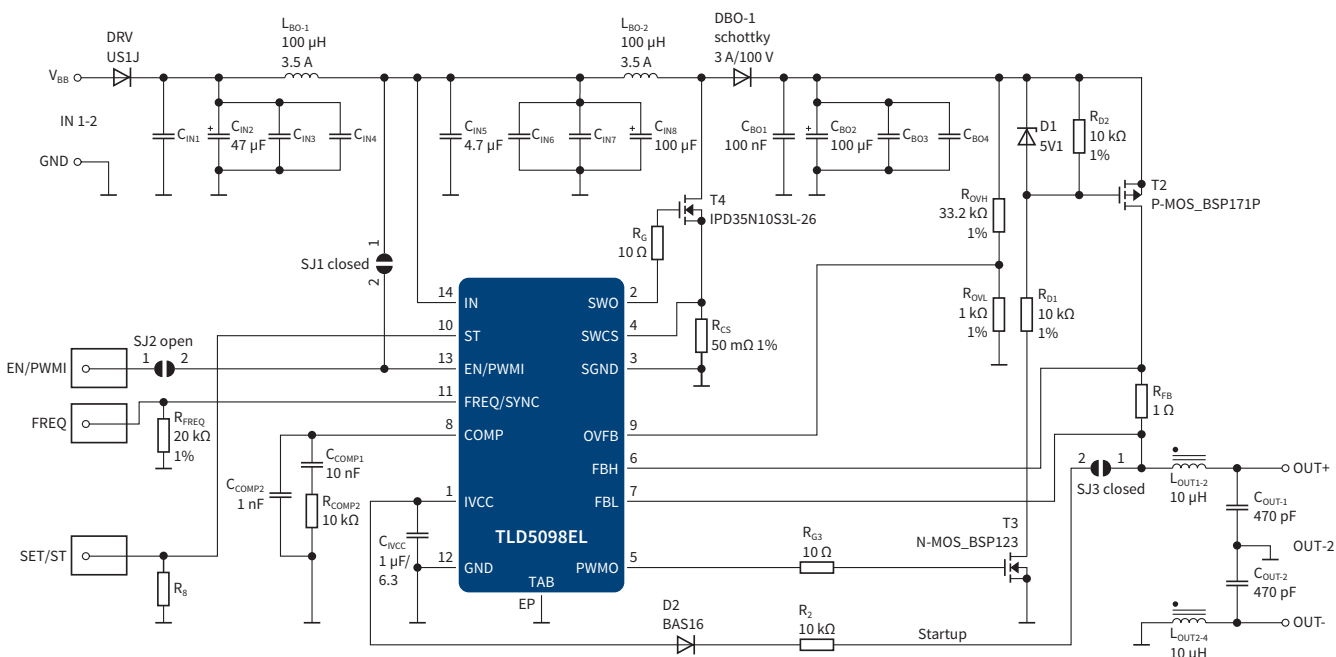 DRV
US1J
V_BB
IN 1-2
GND
L_BO-1
100 µH
3.5 A
C_IN1
C_IN2
47 µF
+
C_IN3
C_IN4
L_BO-2
100 µH
3.5 A
C_IN5
4.7 µF
C_IN6
C_IN7
+
C_IN8
100 µF
DBO-1
schottky
3 A/100 V
C_BO1
100 nF
+
C_BO2
100 µF
C_BO3
C_BO4
D1
5V1
R_D2
10 kΩ
1%
T2
P-MOS_BSP171P
T4
IPD35N10S3L-26
R_G
10 Ω
R_OVH
33.2 kΩ
1%
R_OVL
1 kΩ
1%
R_D1
10 kΩ
1%
SJ1 closed
1
2
SJ2 open
1 2
EN/PWMI
FREQ
R_FREQ
20 kΩ
1%
SET/ST
R_8
C_COMP2
1 nF
C_COMP1
10 nF
R_COMP2
10 kΩ
C_IVCC
1 µF/
6.3
14 IN
10 ST
13 EN/PWMI
11 FREQ/SYNC
8 COMP
1 IVCC
12 GND
SWO 2
SWCS 4
SGND 3
OVFB 9
FBH 6
FBL 7
PWMO 5
TLD5098EL
TAB
EP
R_CS
50 mΩ 1%
R_FB
1 Ω
2 1
SJ3 closed
L_OUT1-2
10 µH
OUT+
C_OUT-1
470 pF
OUT-2
C_OUT-2
470 pF
OUT-
L_OUT2-4
10 µH
T3
N-MOS_BSP123
R_G3
10 Ω
D2
BAS16
R_2
10 kΩ
Startup